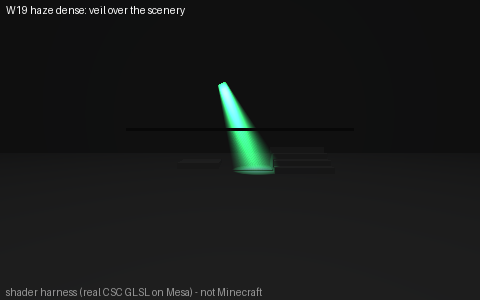 W19 haze dense: veil over the scenery
shader harness (real CSC GLSL on Mesa) - not Minecraft